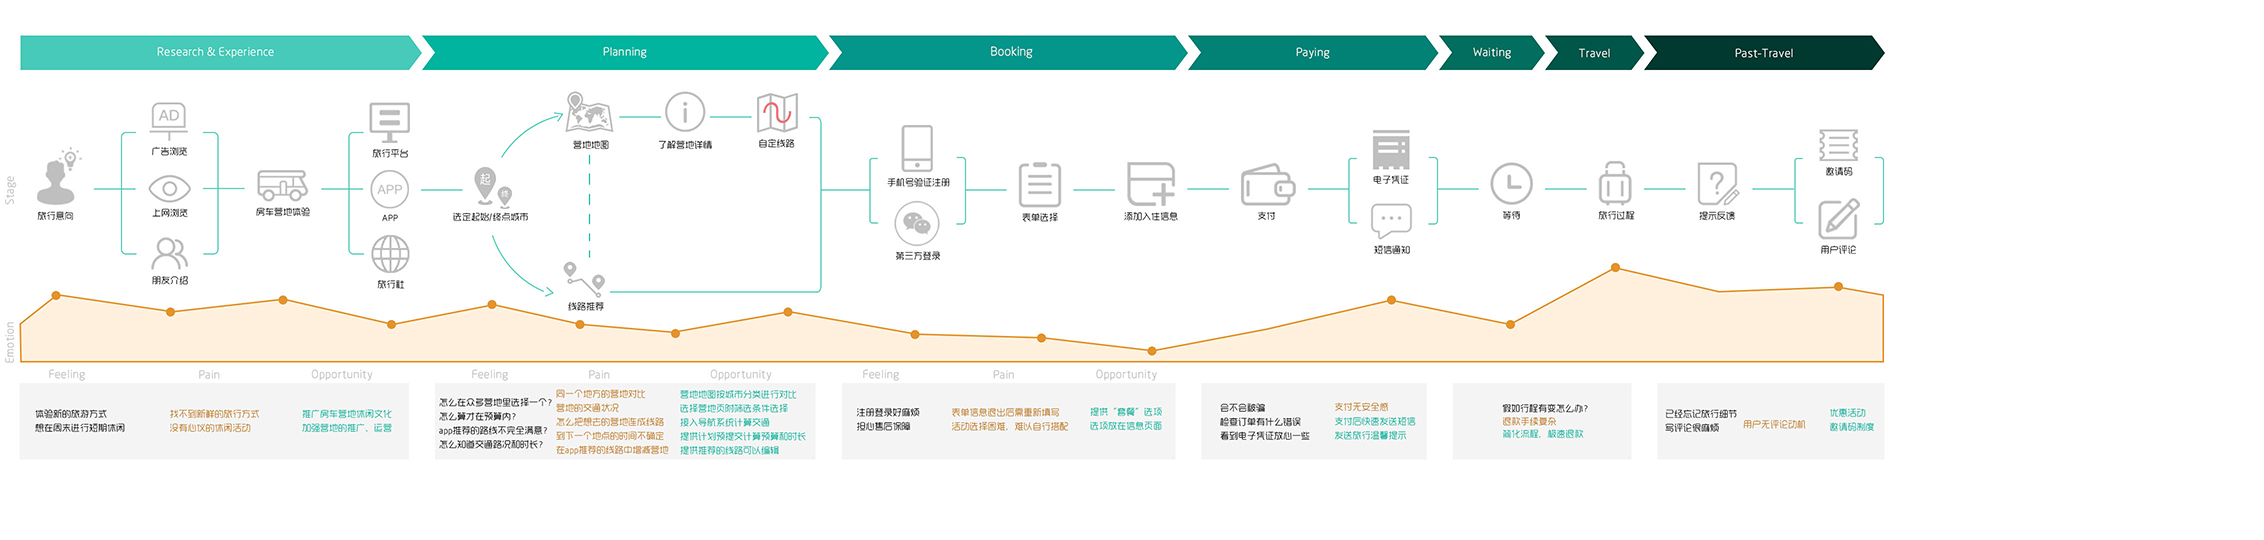 Research & Experience
Planning
Booking
Paying
Waiting
Travel
Past-Travel
Stage
旅行意向
AD
广告浏览
上网浏览
朋友介绍
房车营地体验
旅行平台
APP
APP
旅行社
起
终
选定起始/终点城市
营地地图
了解营地详情
自定线路
线路推荐
手机号验证注册
第三方登录
表单选择
添加入住信息
支付
电子凭证
短信通知
等待
旅行过程
提示反馈
邀请码
用户评论
Emotion
Feeling
Pain
Opportunity
体验新的旅游方式
想在周末进行短期休闲
找不到新鲜的旅行方式
没有心仪的休闲活动
推广房车营地休闲文化
加强营地的推广、运营
Feeling
Pain
Opportunity
怎么在众多营地里选择一个?
怎么算才在预算内?
app推荐的路线不完全满意?
怎么知道交通路况和时长?
同一个地方的营地对比
营地的交通状况
怎么把想去的营地连成线路
到下一个地点的时间不确定
在app推荐的线路中增减营地
营地地图按城市分类进行对比
选择营地页附筛选条件选择
接入导航系统计算交通
提供计划预提交计算预算和时长
提供推荐的线路可以编辑
Feeling
Pain
Opportunity
注册登录好麻烦
担心售后保障
表单信息退出后需重新填写
活动选择困难，难以自行搭配
提供“套餐”选项
选项放在信息页面
会不会被骗
检查订单有什么错误
看到电子凭证放心一些
支付无安全感
支付后快速发送短信
发送旅行温馨提示
假如行程有变怎么办?
退款手续复杂
简化流程，极速退款
已经忘记旅行细节
写评论很麻烦
用户无评论动机
优惠活动
邀请码制度